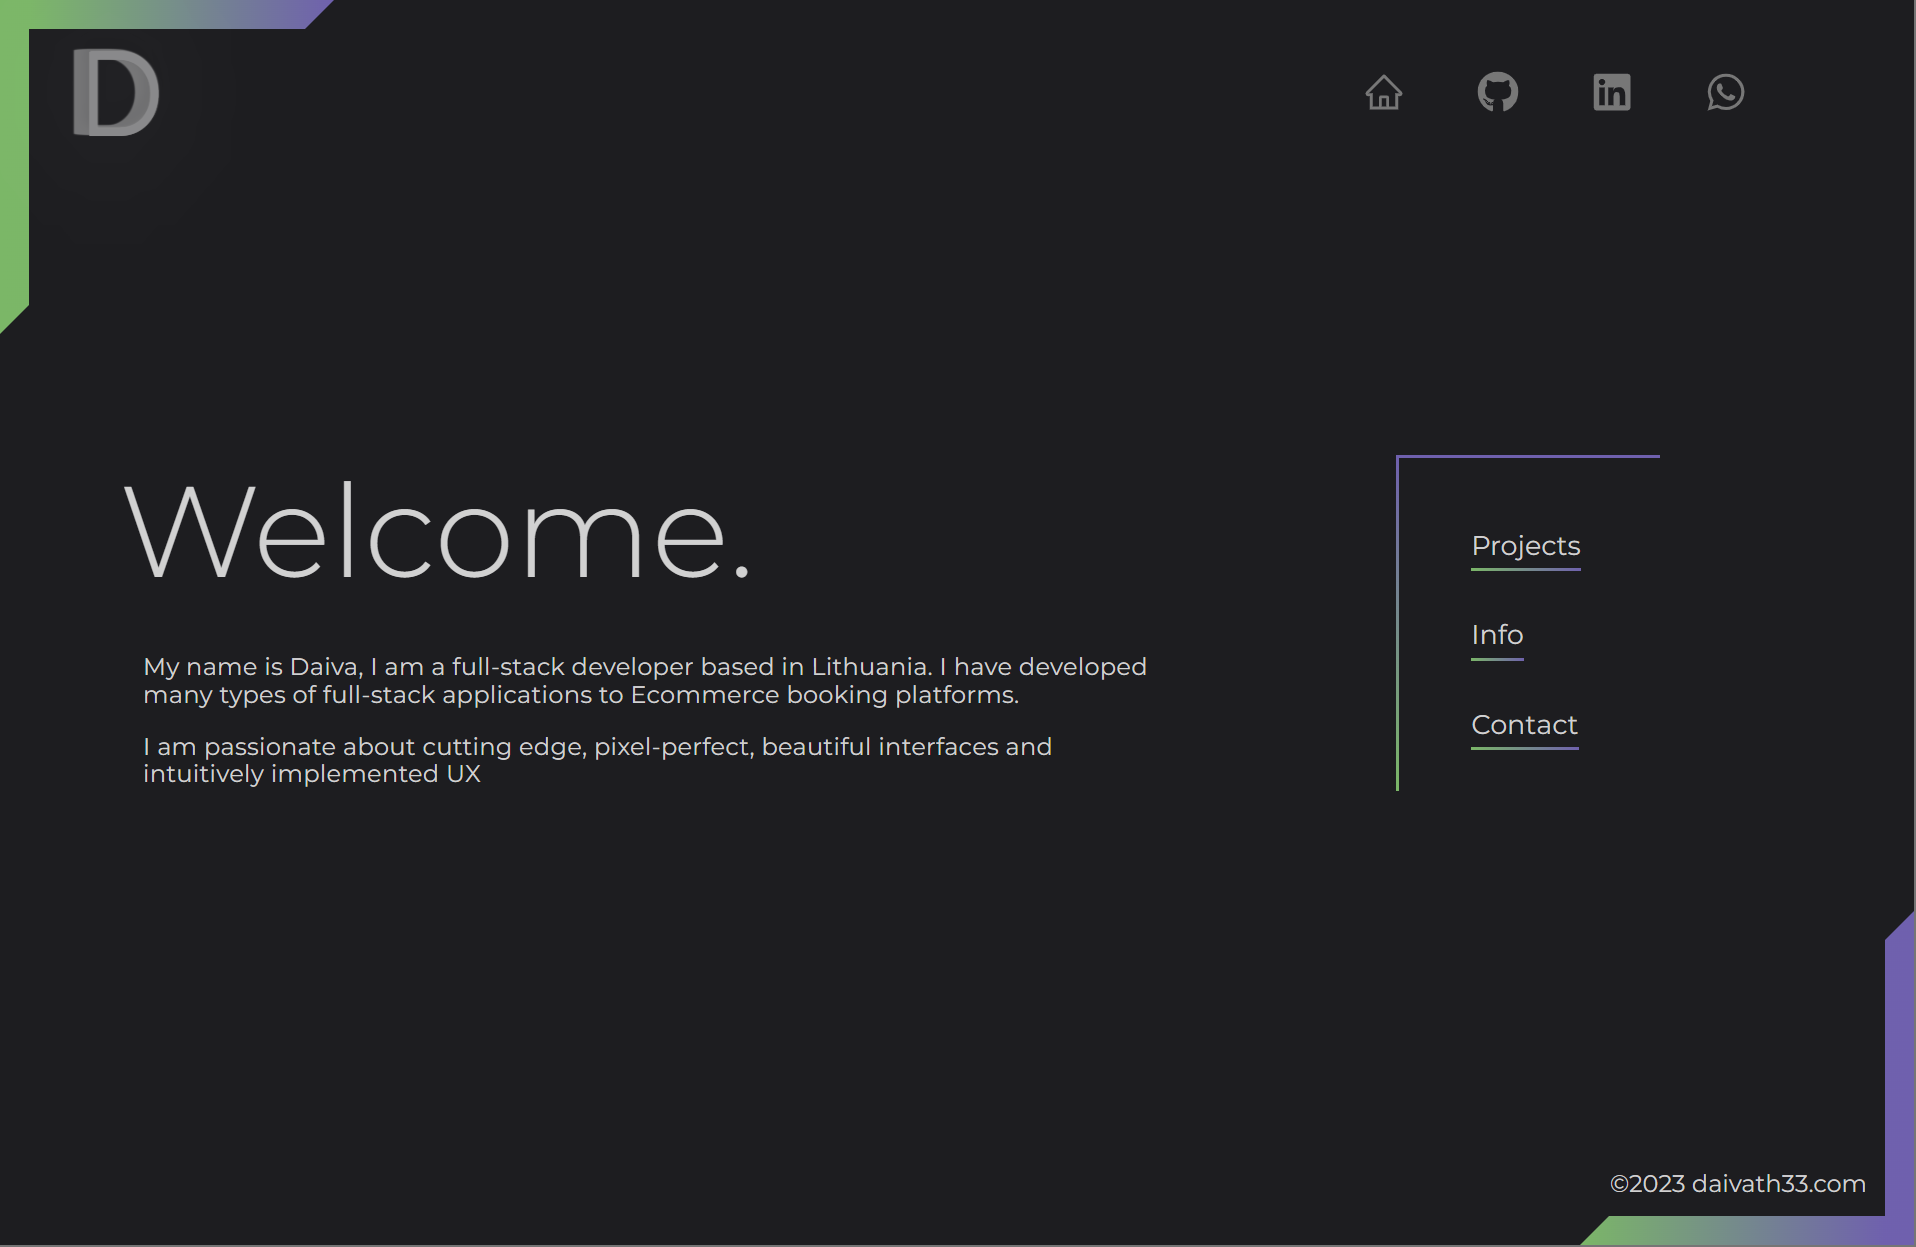 D
in
Welcome.
My name is Daiva, I am a full-stack developer based in Lithuania. I have developed
many types of full-stack applications to Ecommerce booking platforms.
I am passionate about cutting edge, pixel-perfect, beautiful interfaces and
intuitively implemented UX
Projects
Info
Contact
©2023 daivath33.com